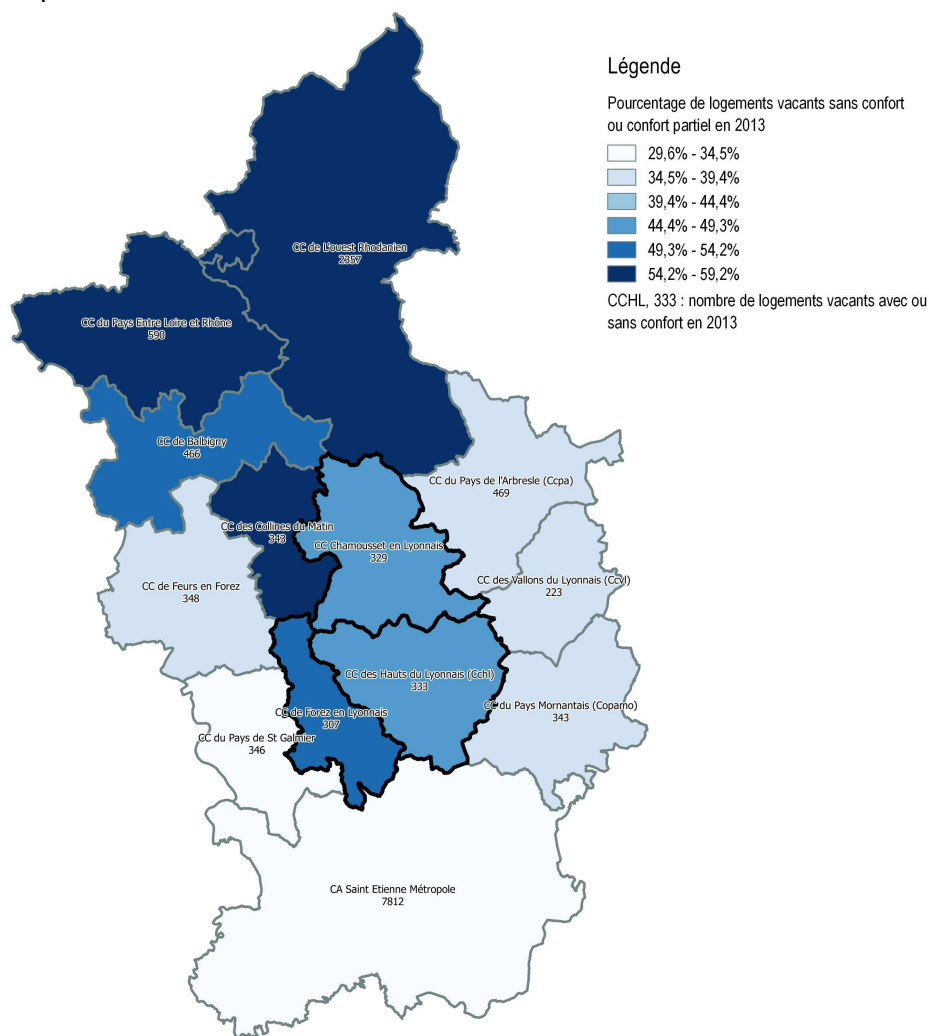 Légende
Pourcentage de logements vacants sans confort
ou confort partiel en 2013
29,6% - 34,5%
34,5% - 39,4%
39,4% - 44,4%
44,4% - 49,3%
49,3% - 54,2%
54,2% - 59,2%
CCHL, 333 : nombre de logements vacants avec ou
sans confort en 2013
CC de L'ouest Rhodanien
2357
CC du Pays Entre Loire et Rhône
590
CC de Balbigny
466
CC du Pays de l'Arbresle (Ccpa)
469
CC des Collines du Matin
343
CC Chamousset en Lyonnais
329
CC de Feurs en Forez
348
CC des Vallons du Lyonnais (Ccvl)
223
CC des Hauts du Lyonnais (Cchl)
333
CC du Pays Mornantais (Copamo)
343
CC de Forez en Lyonnais
307
CC du Pays de St Galmier
346
CA Saint Etienne Métropole
7812